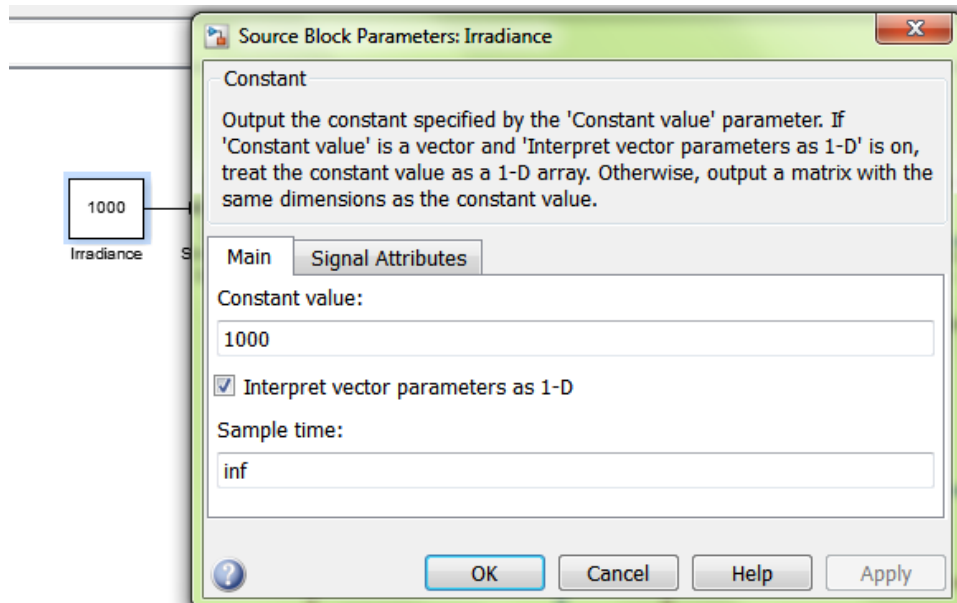 Source Block Parameters: Irradiance
Constant
Output the constant specified by the 'Constant value' parameter. If
'Constant value' is a vector and 'Interpret vector parameters as 1-D' is on,
treat the constant value as a 1-D array. Otherwise, output a matrix with the
same dimensions as the constant value.
1000
Irradiance
S
Main
Signal Attributes
Constant value:
1000
Interpret vector parameters as 1-D
Sample time:
inf
OK
Cancel
Help
Apply